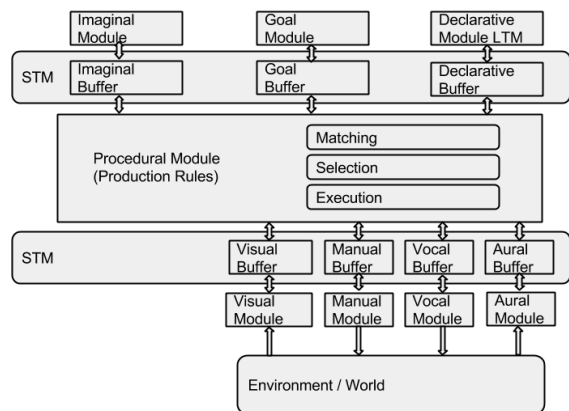 Imaginal
Module
Goal
Module
Declarative
Module LTM
STM
Imaginal
Buffer
Goal
Buffer
Declarative
Buffer
Procedural Module
(Production Rules)
Matching
Selection
Execution
STM
Visual
Buffer
Manual
Buffer
Vocal
Buffer
Aural
Buffer
Visual
Module
Manual
Module
Vocal
Module
Aural
Module
Environment / World